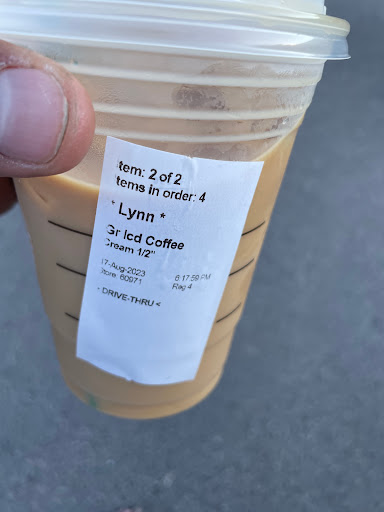 tem: 2 of 2
tems in order: 4
* Lynn *
Gr Icd Coffee
Cream 1/2"
17-Aug-2023 6:17:59 PM
Store: 60971 Reg 4
> DRIVE-THRU <